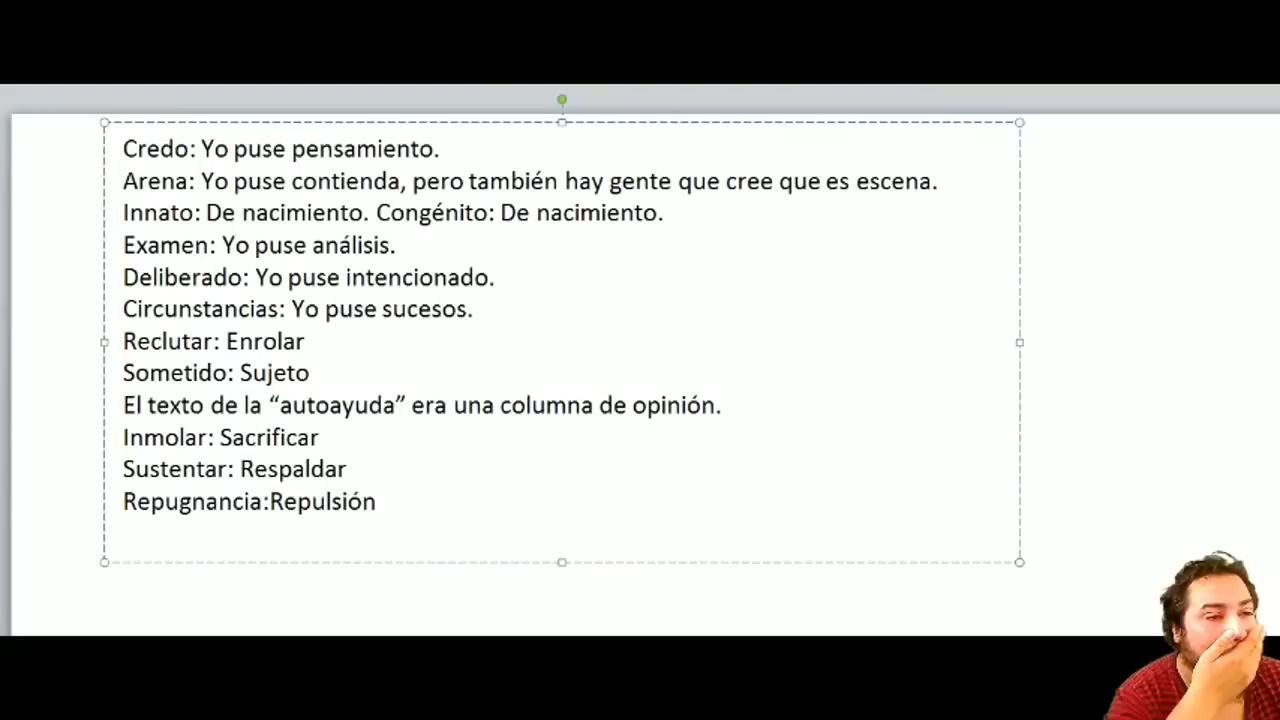 Credo: Yo puse pensamiento.
Arena: Yo puse contienda, pero también hay gente que cree que es escena.
Innato: De nacimiento. Congénito: De nacimiento.
Examen: Yo puse análisis.
Deliberado: Yo puse intencionado.
Circunstancias: Yo puse sucesos.
Reclutar: Enrolar
Sometido: Sujeto
El texto de la “autoayuda” era una columna de opinión.
Inmolar: Sacrificar
Sustentar: Respaldar
Repugnancia:Repulsión